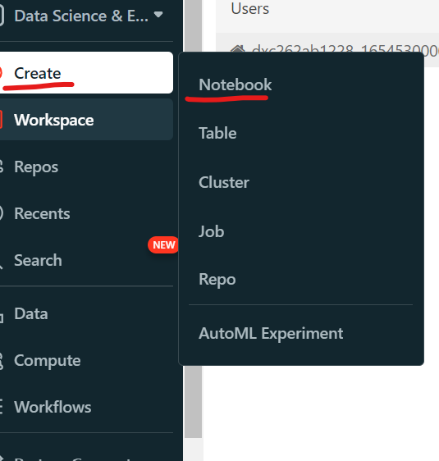 Data Science & E...
Users
dxc262ab1228_1654530000
Create
Notebook
Workspace
Table
Repos
Cluster
Recents
Job
NEW
Search
Repo
Data
AutoML Experiment
Compute
Workflows